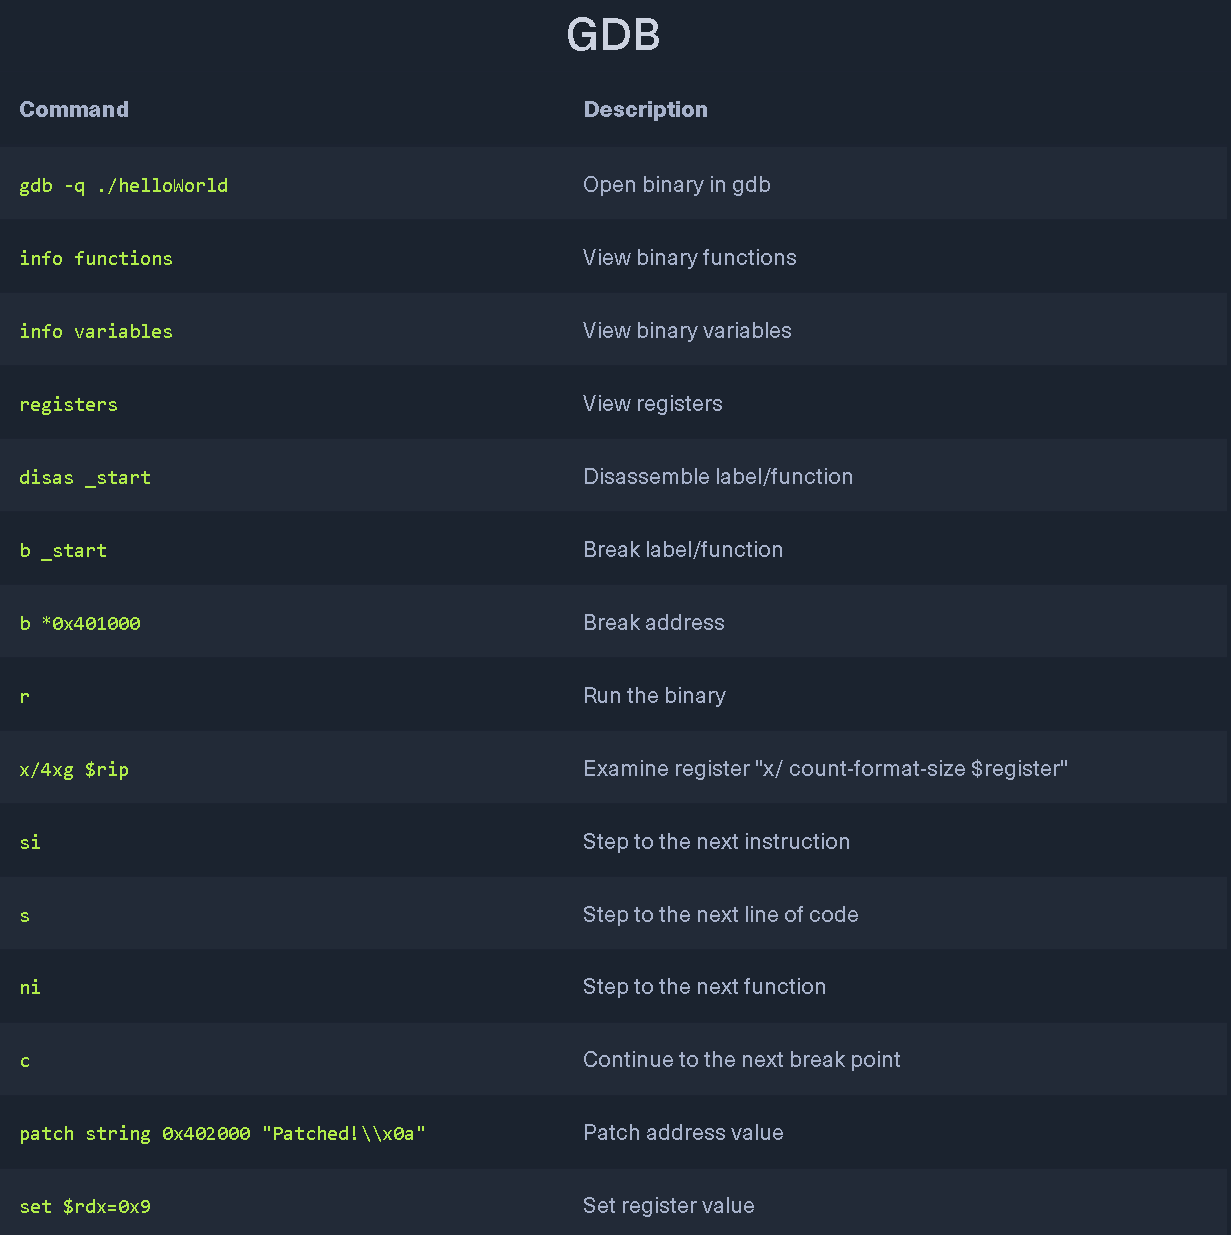 GDB
Command Description
gdb -q ./helloWorld Open binary in gdb
info functions View binary functions
info variables View binary variables
registers View registers
disas _start Disassemble label/function
b _start Break label/function
b *0x401000 Break address
r Run the binary
x/4xg $rip Examine register "x/ count-format-size $register"
si Step to the next instruction
s Step to the next line of code
ni Step to the next function
c Continue to the next break point
patch string 0x402000 "Patched!\\x0a" Patch address value
set $rdx=0x9 Set register value